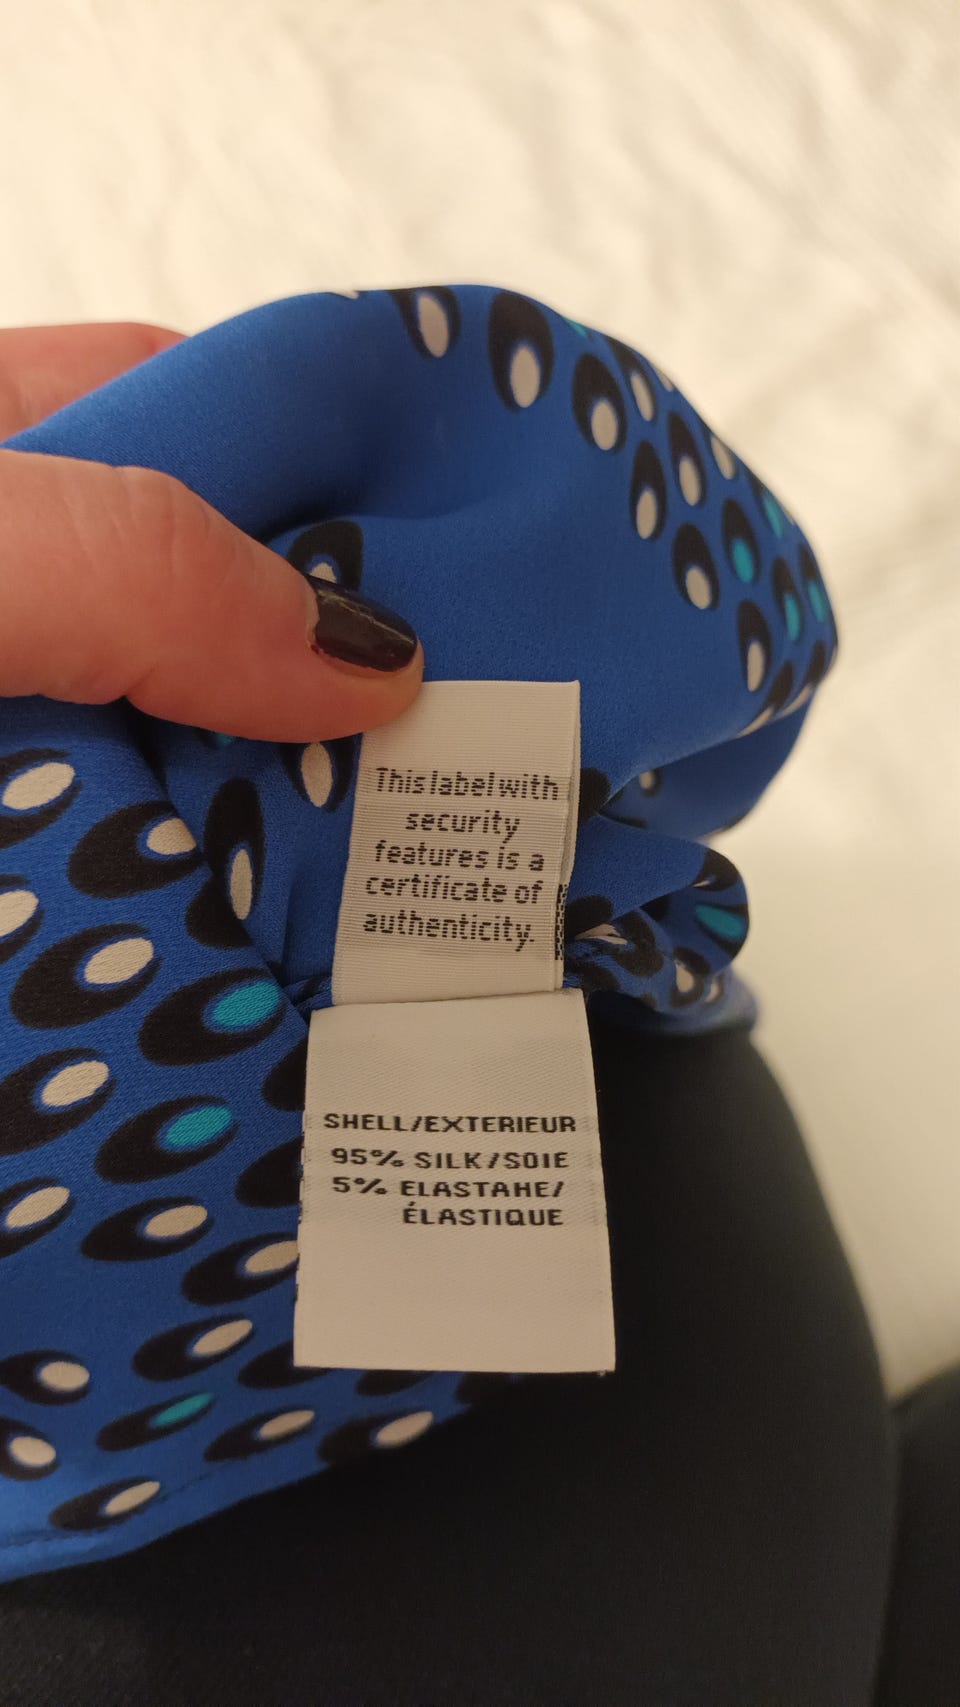 This label with
security
features is a
certificate of
authenticity.
SHELL/EXTERIEUR
95% SILK/SOIE
5% ELASTAHE/
ÉLASTIQUE